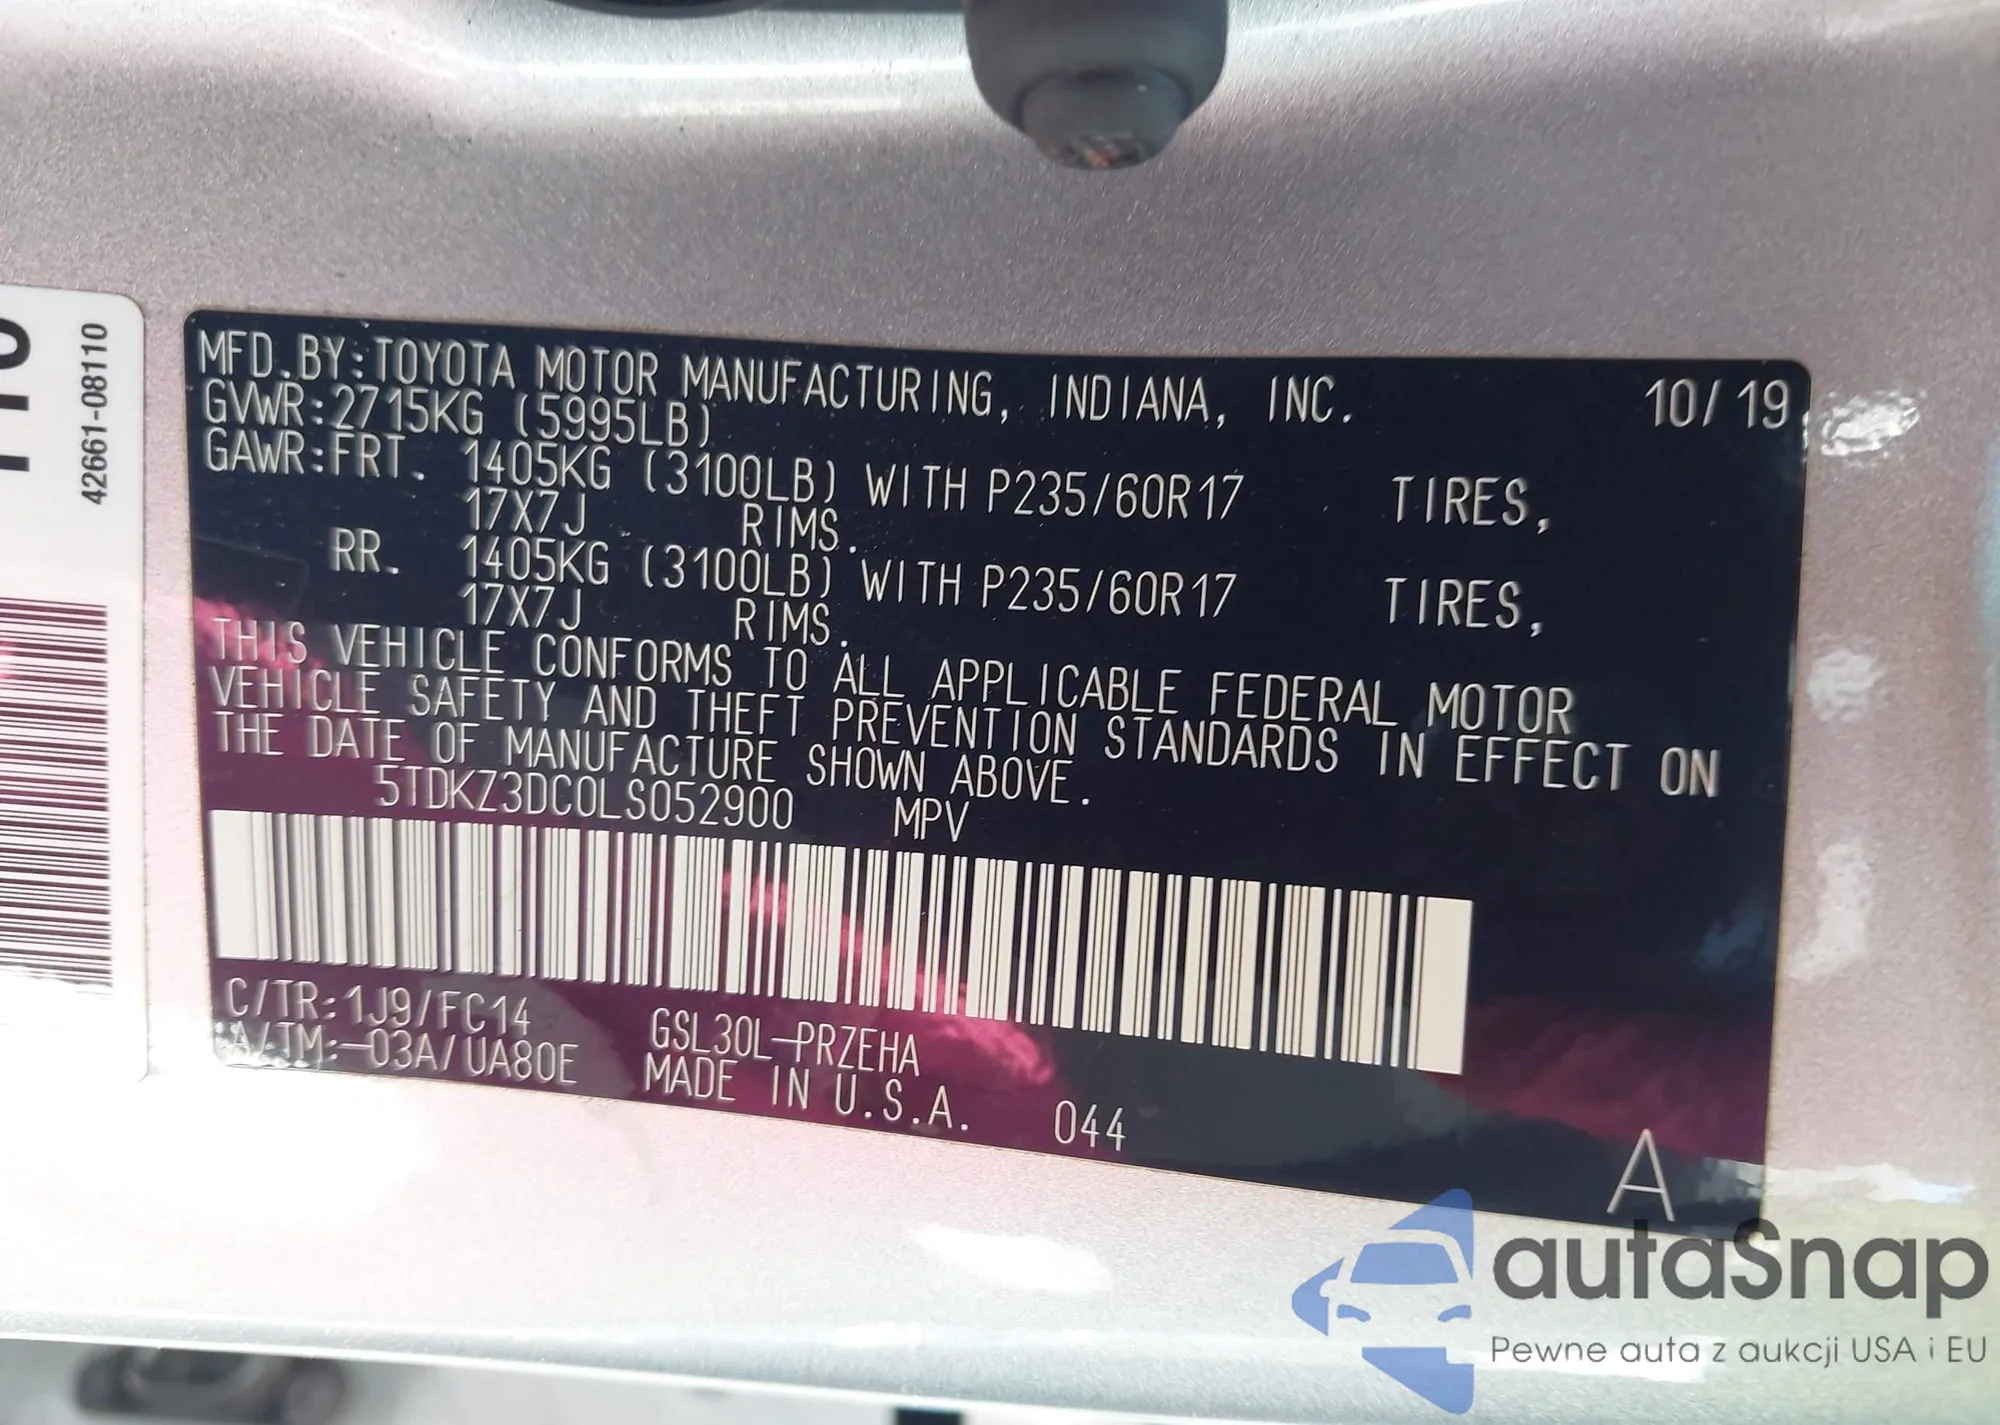 42661-08110
MFD.BY:TOYOTA MOTOR MANUFACTURING, INDIANA, INC. 10/19
GVWR:2715KG (5995LB)
GAWR:FRT. 1405KG (3100LB) WITH P235/60R17 TIRES,
17X7J RIMS.
RR. 1405KG (3100LB) WITH P235/60R17 TIRES,
17X7J RIMS.
THIS VEHICLE CONFORMS TO ALL APPLICABLE FEDERAL MOTOR
VEHICLE SAFETY AND THEFT PREVENTION STANDARDS IN EFFECT ON
THE DATE OF MANUFACTURE SHOWN ABOVE.
5TDKZ3DC0LS052900 MPV
C/TR:1J9/FC14 GSL30L-PRZEHA
A/TM:-03A/UA80E MADE IN U.S.A. 044
A
autaSnap
Pewne auta z aukcji USA i EU